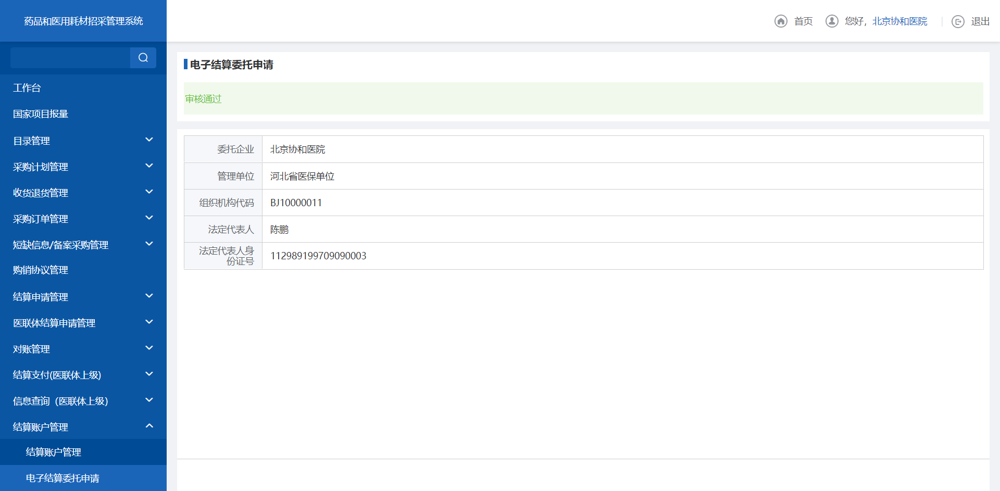 药品和医用耗材招采管理系统
首页
您好，北京协和医院
退出
工作台
国家项目报量
目录管理
采购计划管理
收货退货管理
采购订单管理
短缺信息/备案采购管理
购销协议管理
结算申请管理
医联体结算申请管理
对账管理
结算支付(医联体上级)
信息查询（医联体上级）
结算账户管理
结算账户管理
电子结算委托申请
电子结算委托申请
审核通过
委托企业 北京协和医院
管理单位 河北省医保单位
组织机构代码 BJ10000011
法定代表人 陈鹏
法定代表人身
份证号 112989199709090003